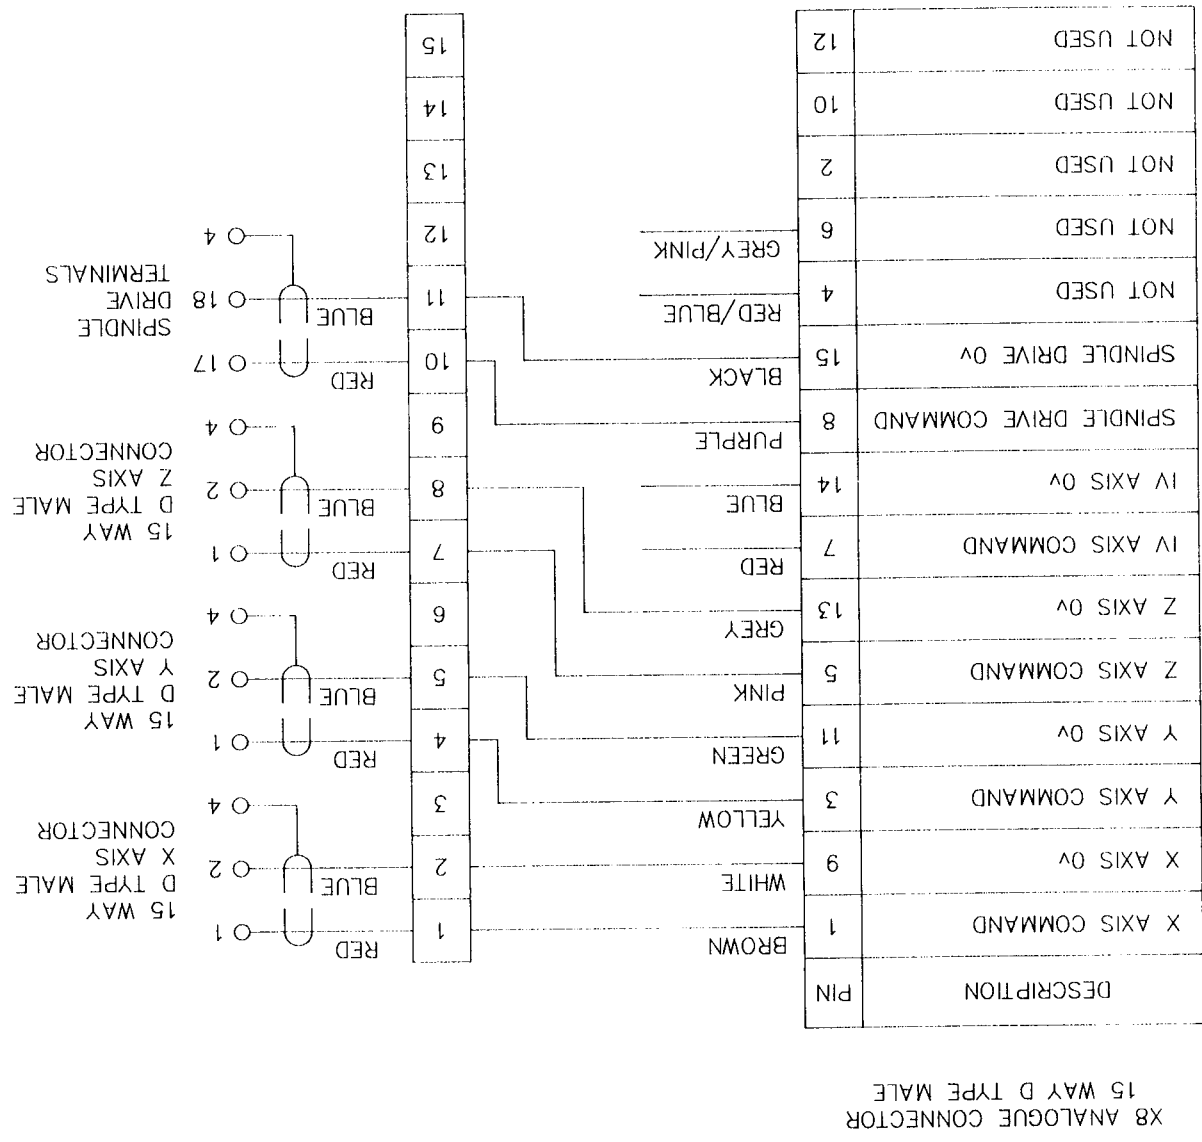 X8 ANALOGUE CONNECTOR
15 WAY D TYPE MALE
DESCRIPTION PIN
X AXIS COMMAND 1 BROWN
X AXIS 0v 9 WHITE
Y AXIS COMMAND 3 YELLOW
Y AXIS 0v 11 GREEN
Z AXIS COMMAND 5 PINK
Z AXIS 0v 13 GREY
IV AXIS COMMAND 7 RED
IV AXIS 0v 14 BLUE
SPINDLE DRIVE COMMAND 8 PURPLE
SPINDLE DRIVE 0v 15 BLACK
NOT USED 4 RED/BLUE
NOT USED 6 GREY/PINK
NOT USED 2
NOT USED 10
NOT USED 12
1 RED 1
2 BLUE 2
3 4
15 WAY
D TYPE MALE
X AXIS
CONNECTOR
4 RED 1
5 BLUE 2
6 4
15 WAY
D TYPE MALE
Y AXIS
CONNECTOR
7 RED 1
8 BLUE 2
9 4
15 WAY
D TYPE MALE
Z AXIS
CONNECTOR
10 RED 17
11 BLUE 18
12 4
SPINDLE
DRIVE
TERMINALS
13
14
15